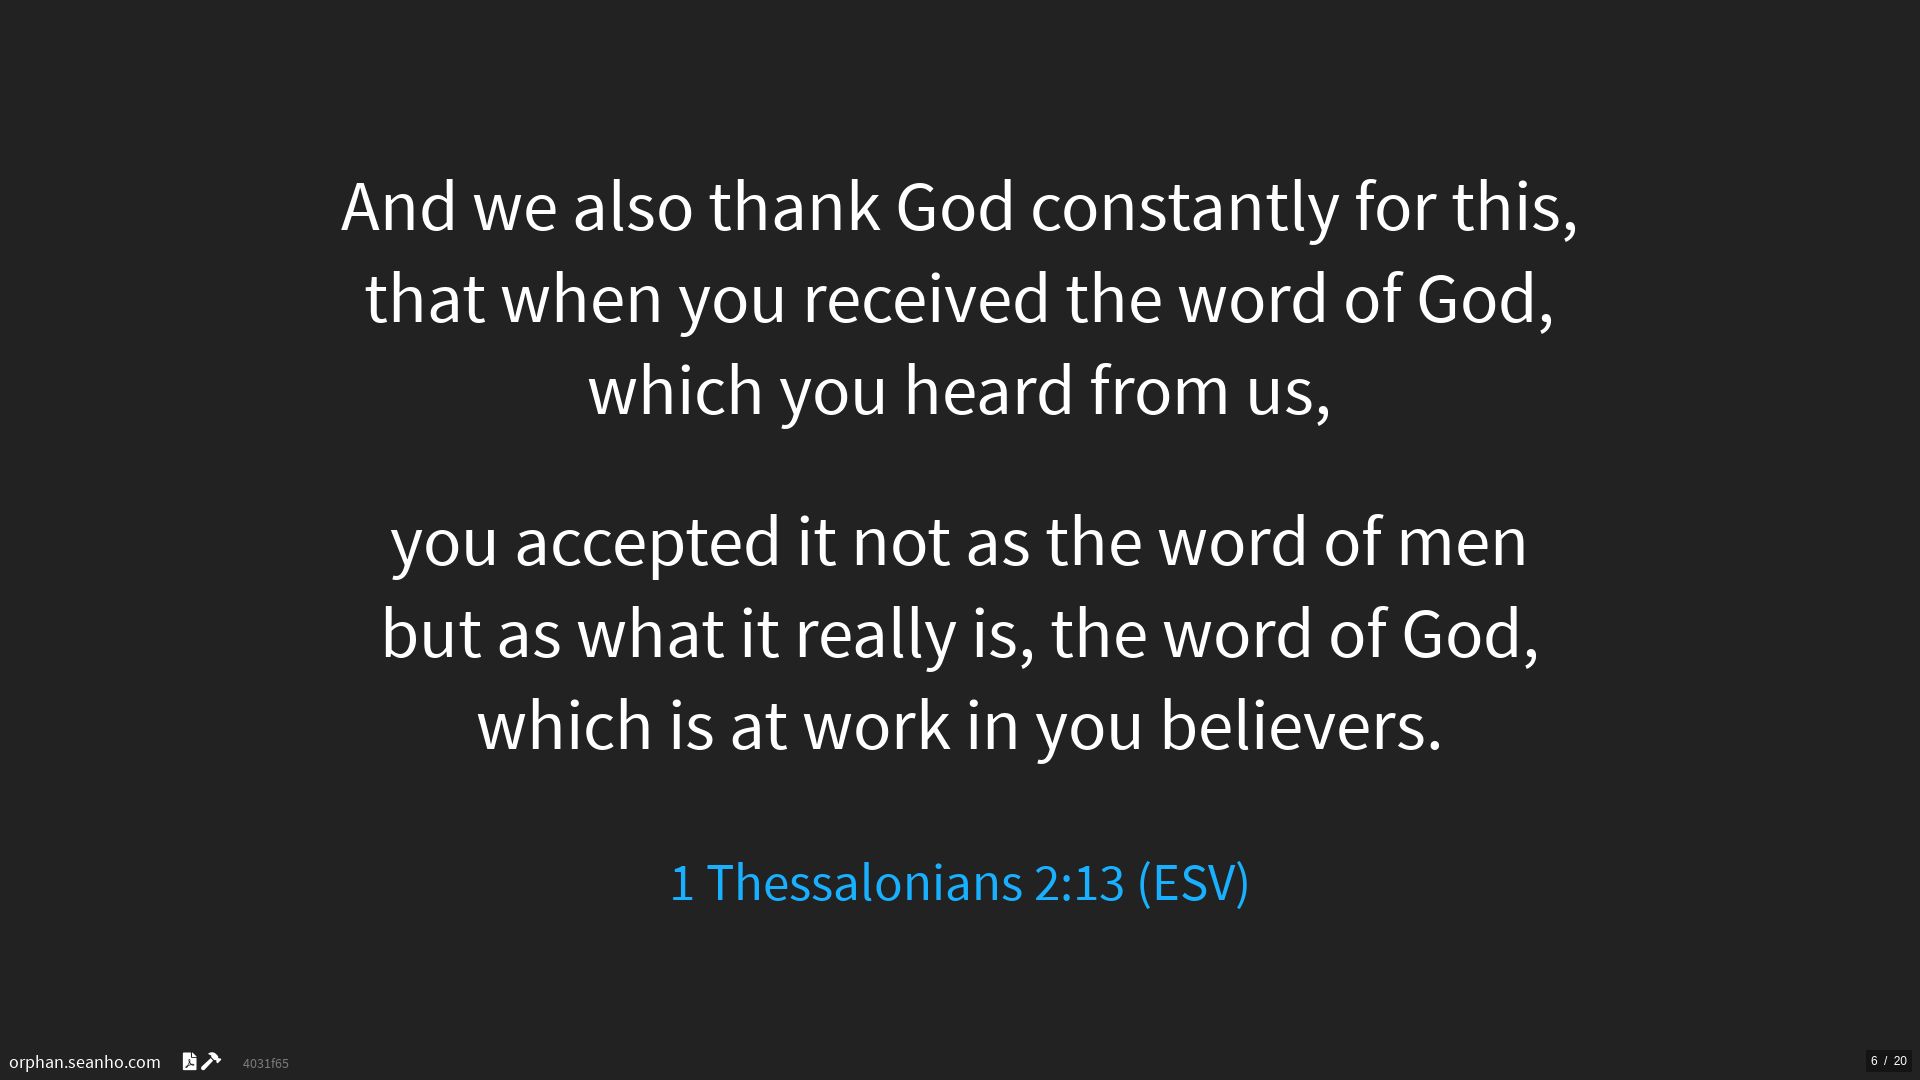 And we also thank God constantly for this,
that when you received the word of God,
which you heard from us,
you accepted it not as the word of men
but as what it really is, the word of God,
which is at work in you believers.
1 Thessalonians 2:13 (ESV)
orphan.seanho.com
4031f65
6 / 20